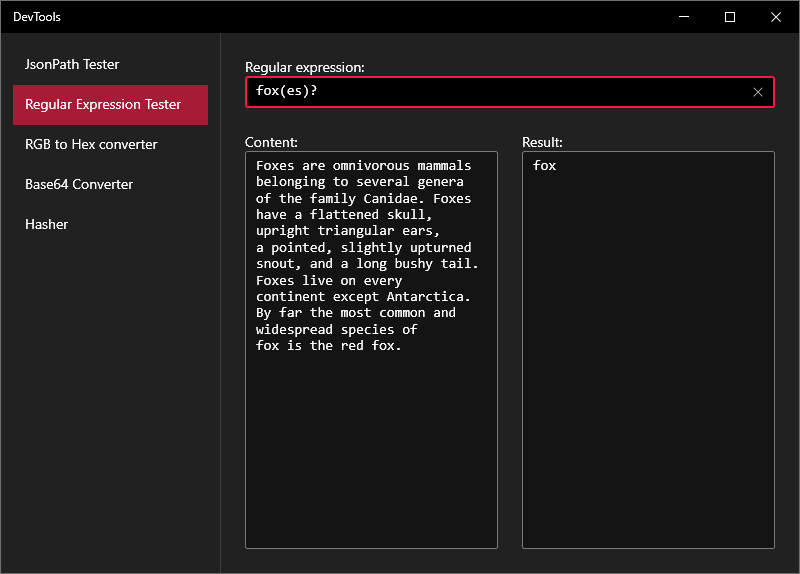 DevTools
JsonPath Tester
Regular Expression Tester
RGB to Hex converter
Base64 Converter
Hasher
Regular expression:
fox(es)?
Content:
Foxes are omnivorous mammals
belonging to several genera
of the family Canidae. Foxes
have a flattened skull,
upright triangular ears,
a pointed, slightly upturned
snout, and a long bushy tail.
Foxes live on every
continent except Antarctica.
By far the most common and
widespread species of
fox is the red fox.
Result:
fox